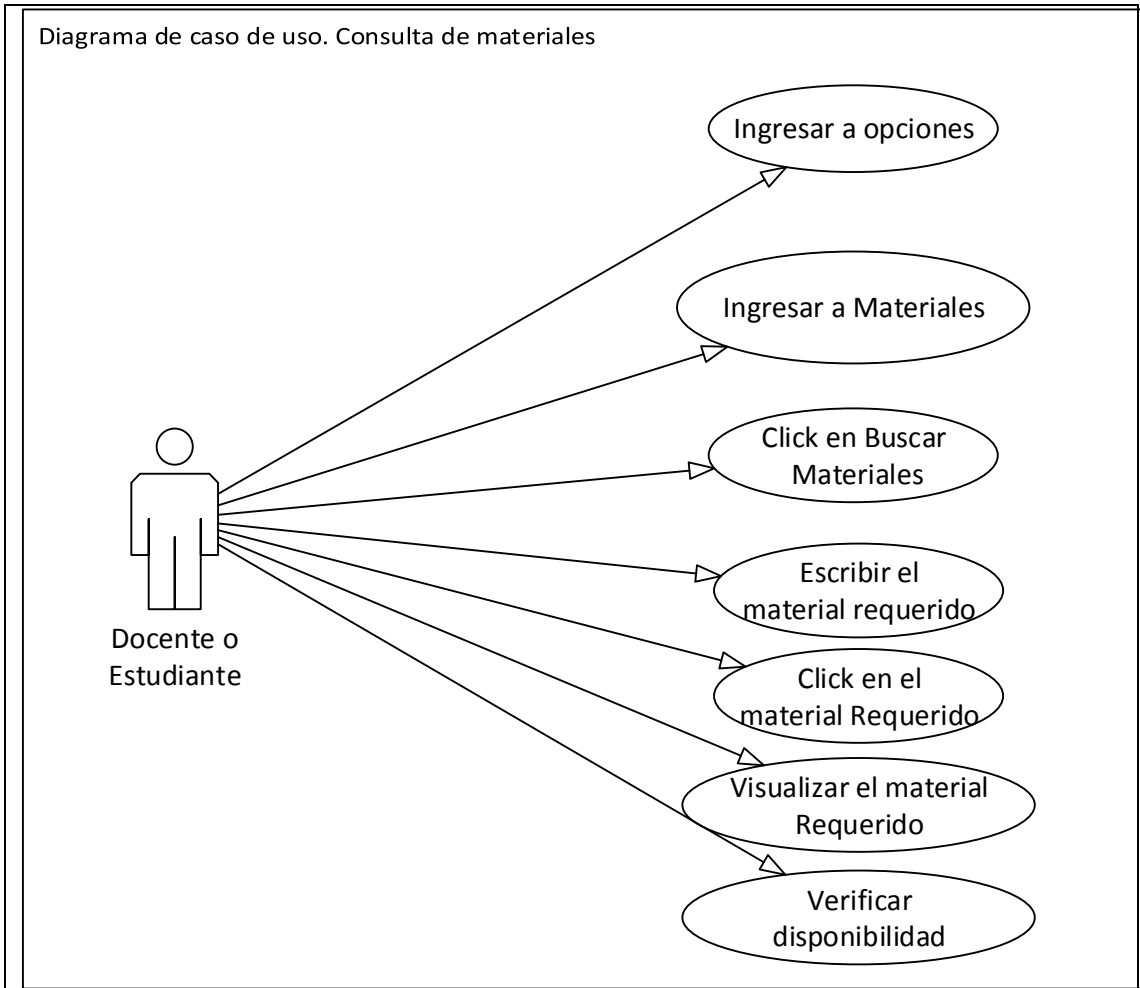 Diagrama de caso de uso. Consulta de materiales
Ingresar a opciones
Ingresar a Materiales
Click en Buscar
Materiales
Escribir el
material requerido
Click en el
material Requerido
Visualizar el material
Requerido
Verificar
disponibilidad
Docente o
Estudiante